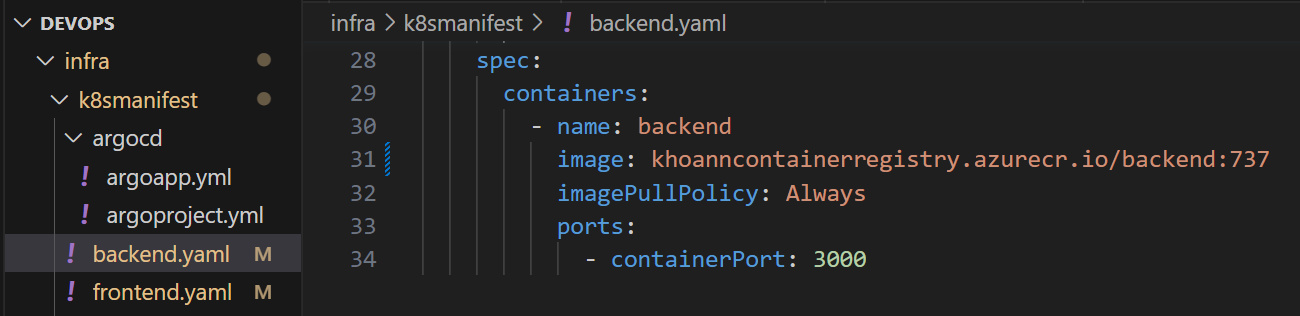 DEVOPS
infra
k8smanifest
argocd
! argoapp.yml
! argoproject.yml
! backend.yaml M
! frontend.yaml M
infra > k8smanifest > ! backend.yaml
28 spec:
29 containers:
30 - name: backend
31 image: khoanncontainerregistry.azurecr.io/backend:737
32 imagePullPolicy: Always
33 ports:
34 - containerPort: 3000